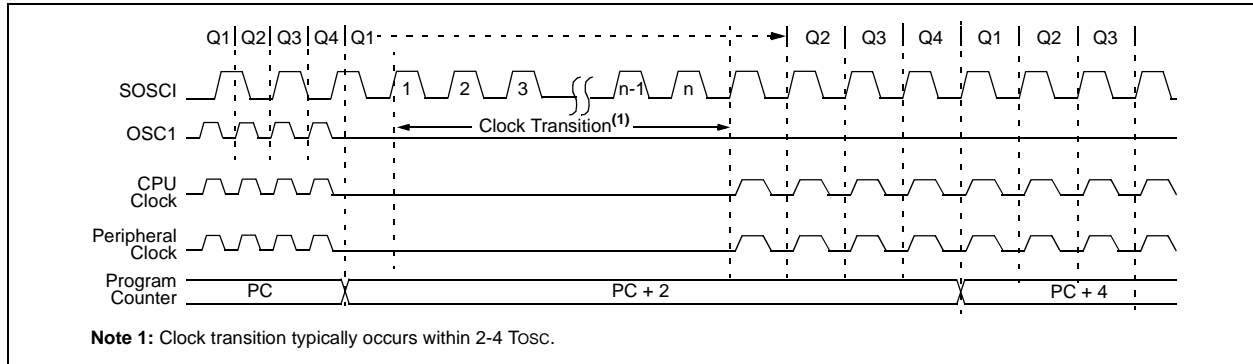 Q1 Q2 Q3 Q4 Q1 Q2 Q3 Q4 Q1 Q2 Q3
SOSCI 1 2 3 n-1 n
Clock Transition(1)
OSC1
CPU
Clock
Peripheral
Clock
Program
Counter
PC PC + 2 PC + 4
Note 1: Clock transition typically occurs within 2-4 TOSC.